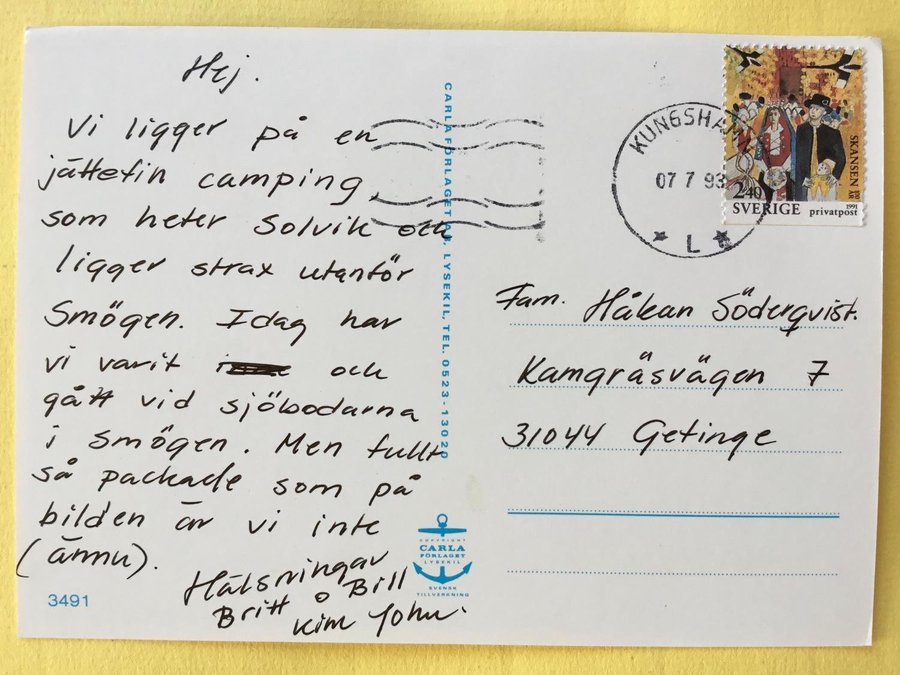 Hej.
Vi ligger på en
jättefin camping,
som heter Solvik och
ligger strax utanför
Smögen. Idag har
vi varit och
gått vid sjöbodarna
i Smögen. Men fullt
så packade som på
bilden är vi inte
(ännu).
Hälsningar
Britt o Bill
Kim John.
3491
CARLA FÖRLAGET AB, LYSEKIL, TEL. 0523-13020
COPYRIGHT
CARLA
FÖRLAGET
LYSEKIL
SVENSK
TILLVERKNING
KUNGSHAMN
07 7 93
L
SKANSEN 100 ÅR
2.40
1991
SVERIGE privatpost
Fam. Håkan Söderqvist.
Kamgräsvägen 7
31044 Getinge